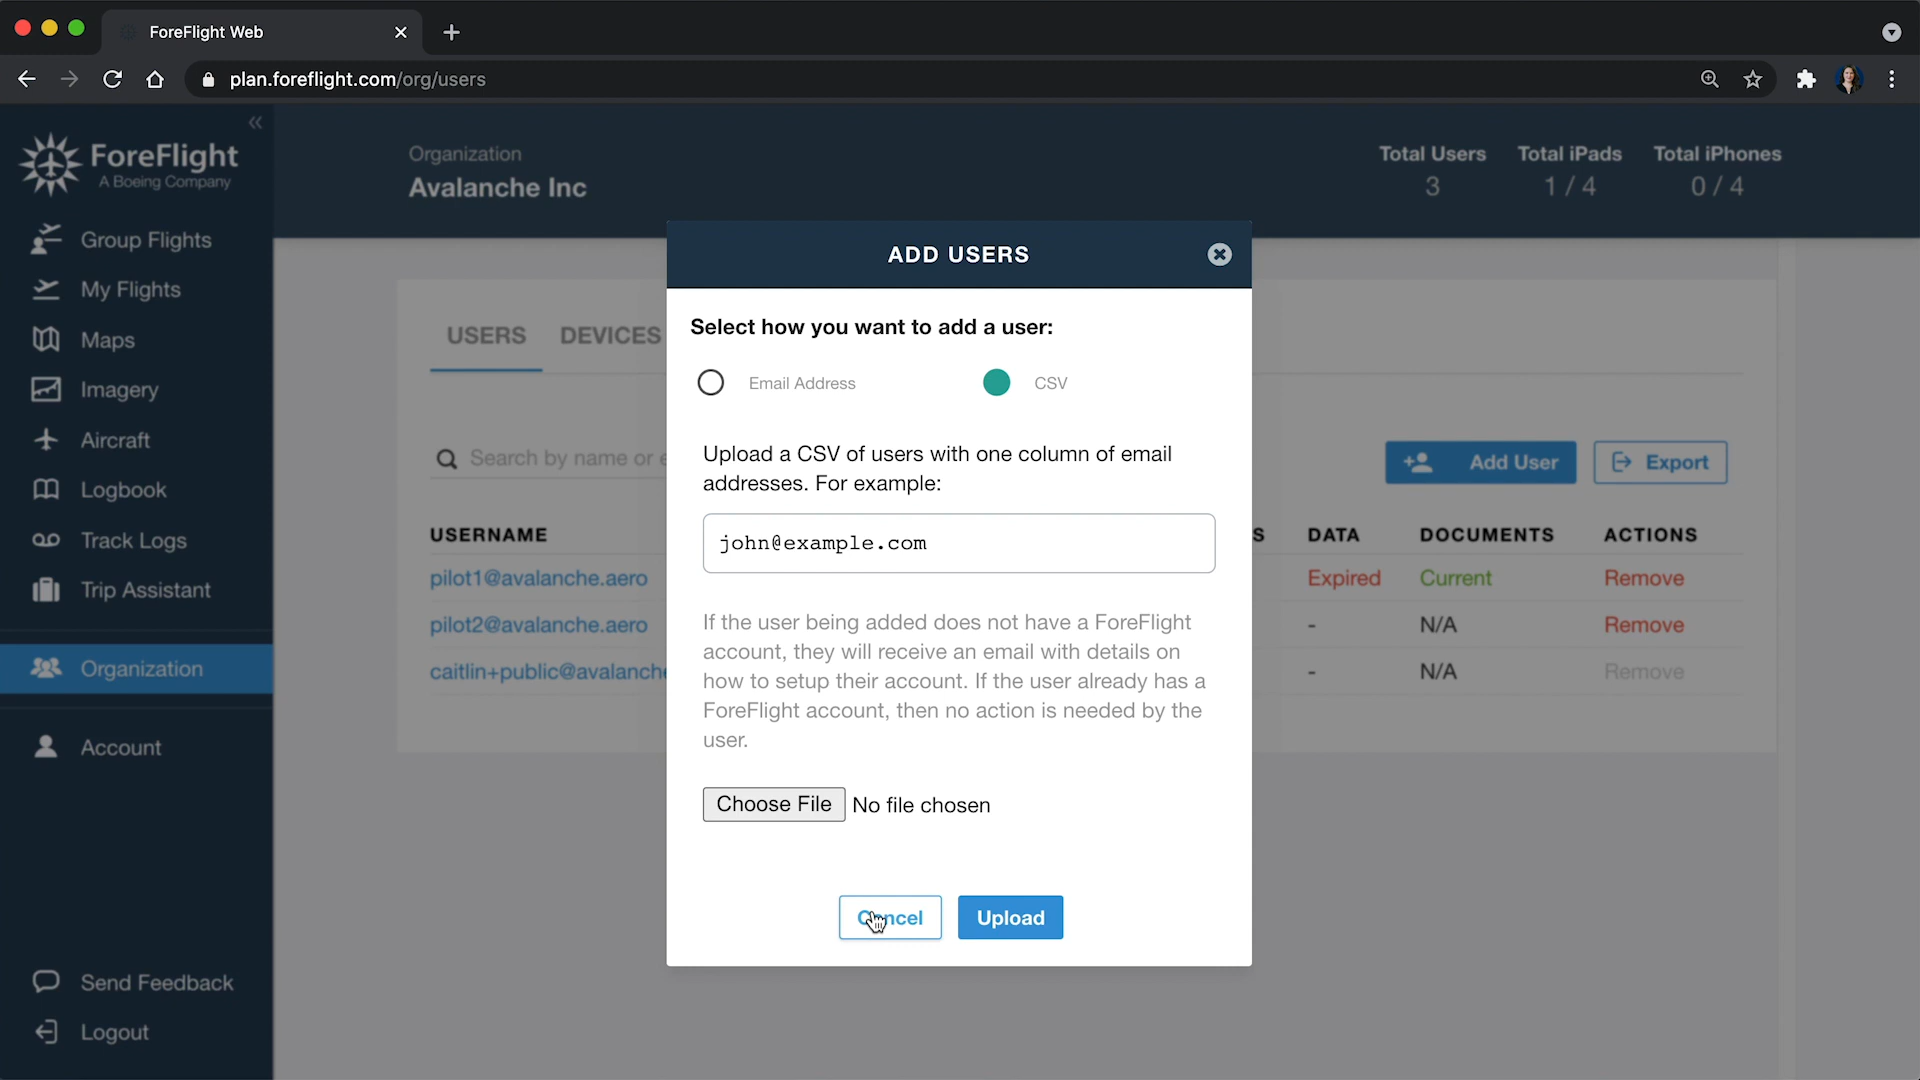 ForeFlight Web
plan.foreflight.com/org/users
ForeFlight
A Boeing Company
Group Flights
My Flights
Maps
Imagery
Aircraft
Logbook
Track Logs
Trip Assistant
Organization
Account
Send Feedback
Logout
Organization
Avalanche Inc
Total Users
3
Total iPads
1 / 4
Total iPhones
0 / 4
USERS DEVICES
Search by name or e
Add User
Export
USERNAME S DATA DOCUMENTS ACTIONS
pilot1@avalanche.aero Expired Current Remove
pilot2@avalanche.aero - N/A Remove
caitlin+public@avalanche - N/A Remove
ADD USERS
Select how you want to add a user:
Email Address CSV
Upload a CSV of users with one column of email
addresses. For example:
john@example.com
If the user being added does not have a ForeFlight
account, they will receive an email with details on
how to setup their account. If the user already has a
ForeFlight account, then no action is needed by the
user.
Choose File No file chosen
Cancel Upload